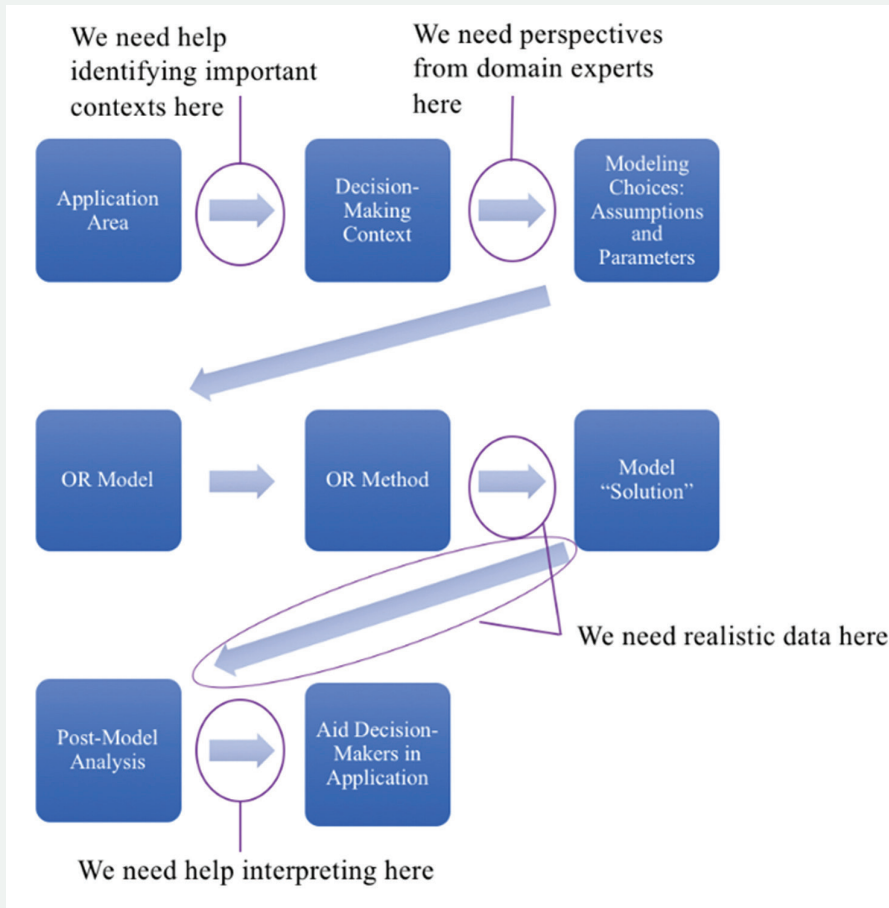 We need help
identifying important
contexts here
We need perspectives
from domain experts
here
Application
Area
Decision-
Making
Context
Modeling
Choices:
Assumptions
and
Parameters
OR Model
OR Method
Model
“Solution”
We need realistic data here
Post-Model
Analysis
Aid Decision-
Makers in
Application
We need help interpreting here